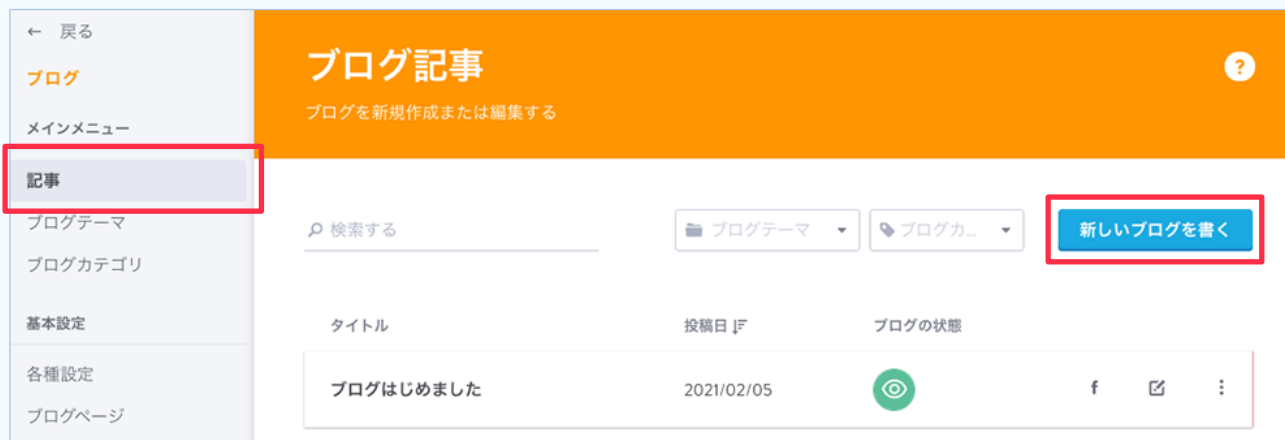 ← 戻る
ブログ
メインメニュー
記事
ブログテーマ
ブログカテゴリ
基本設定
各種設定
ブログページ
ブログ記事
?
ブログを新規作成または編集する
検索する
ブログテーマ
ブログカ...
新しいブログを書く
タイトル 投稿日 ブログの状態
ブログはじめました 2021/02/05 f